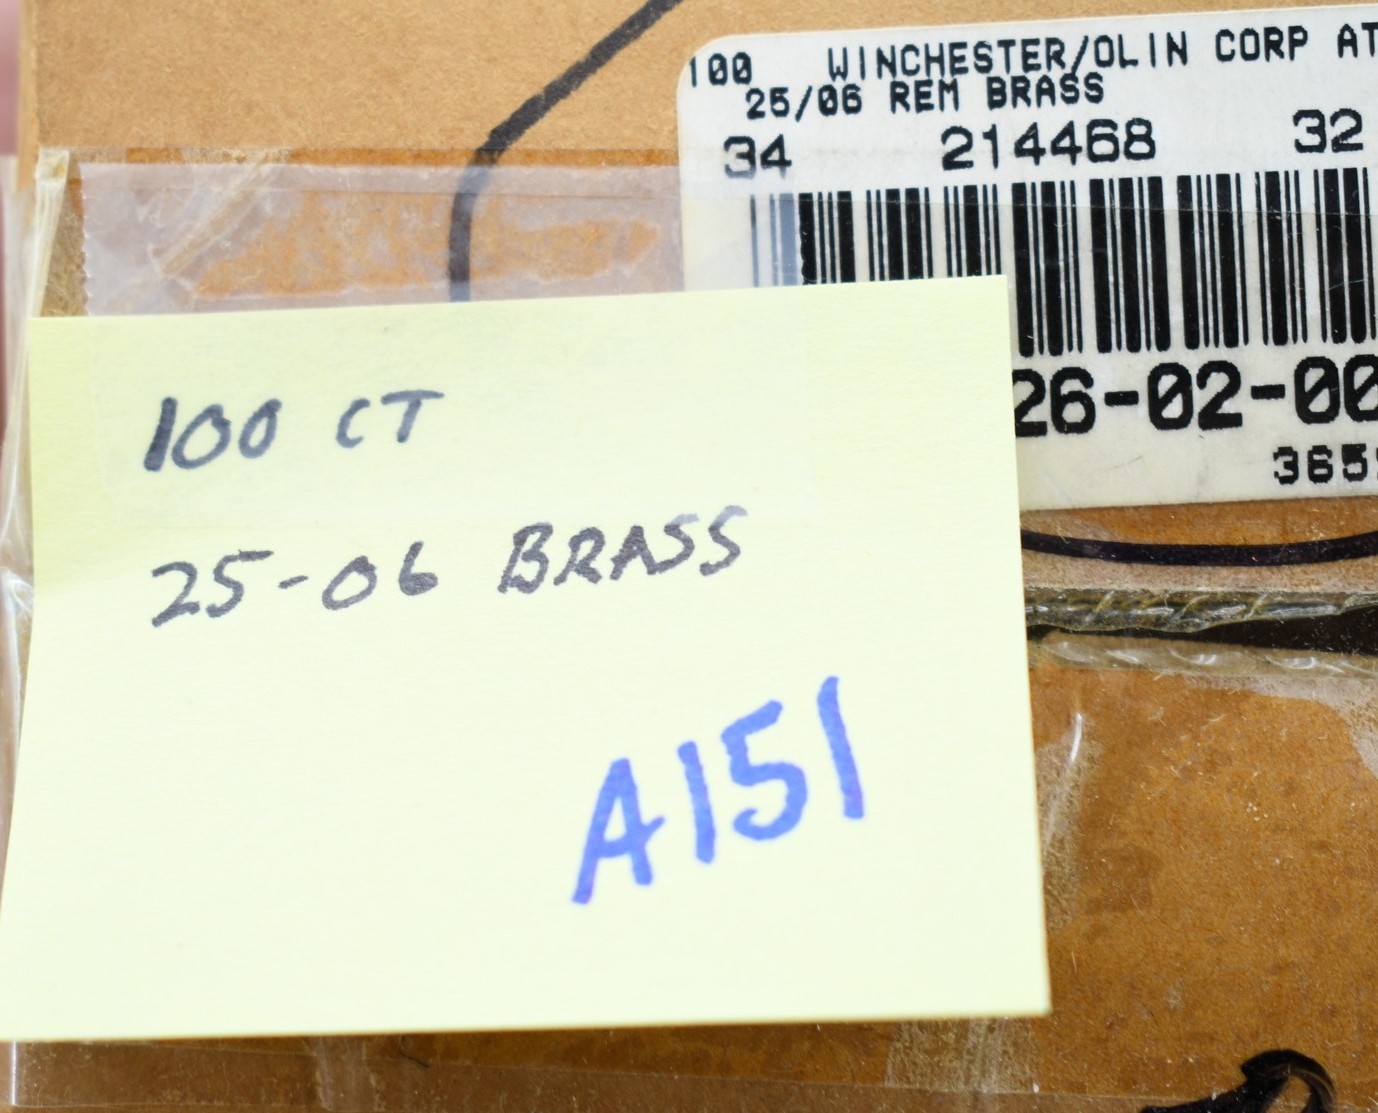 100 WINCHESTER/OLIN CORP AT
25/06 REM BRASS
34 214468 32
26-02-00
365
100 CT
25-06 BRASS
A151